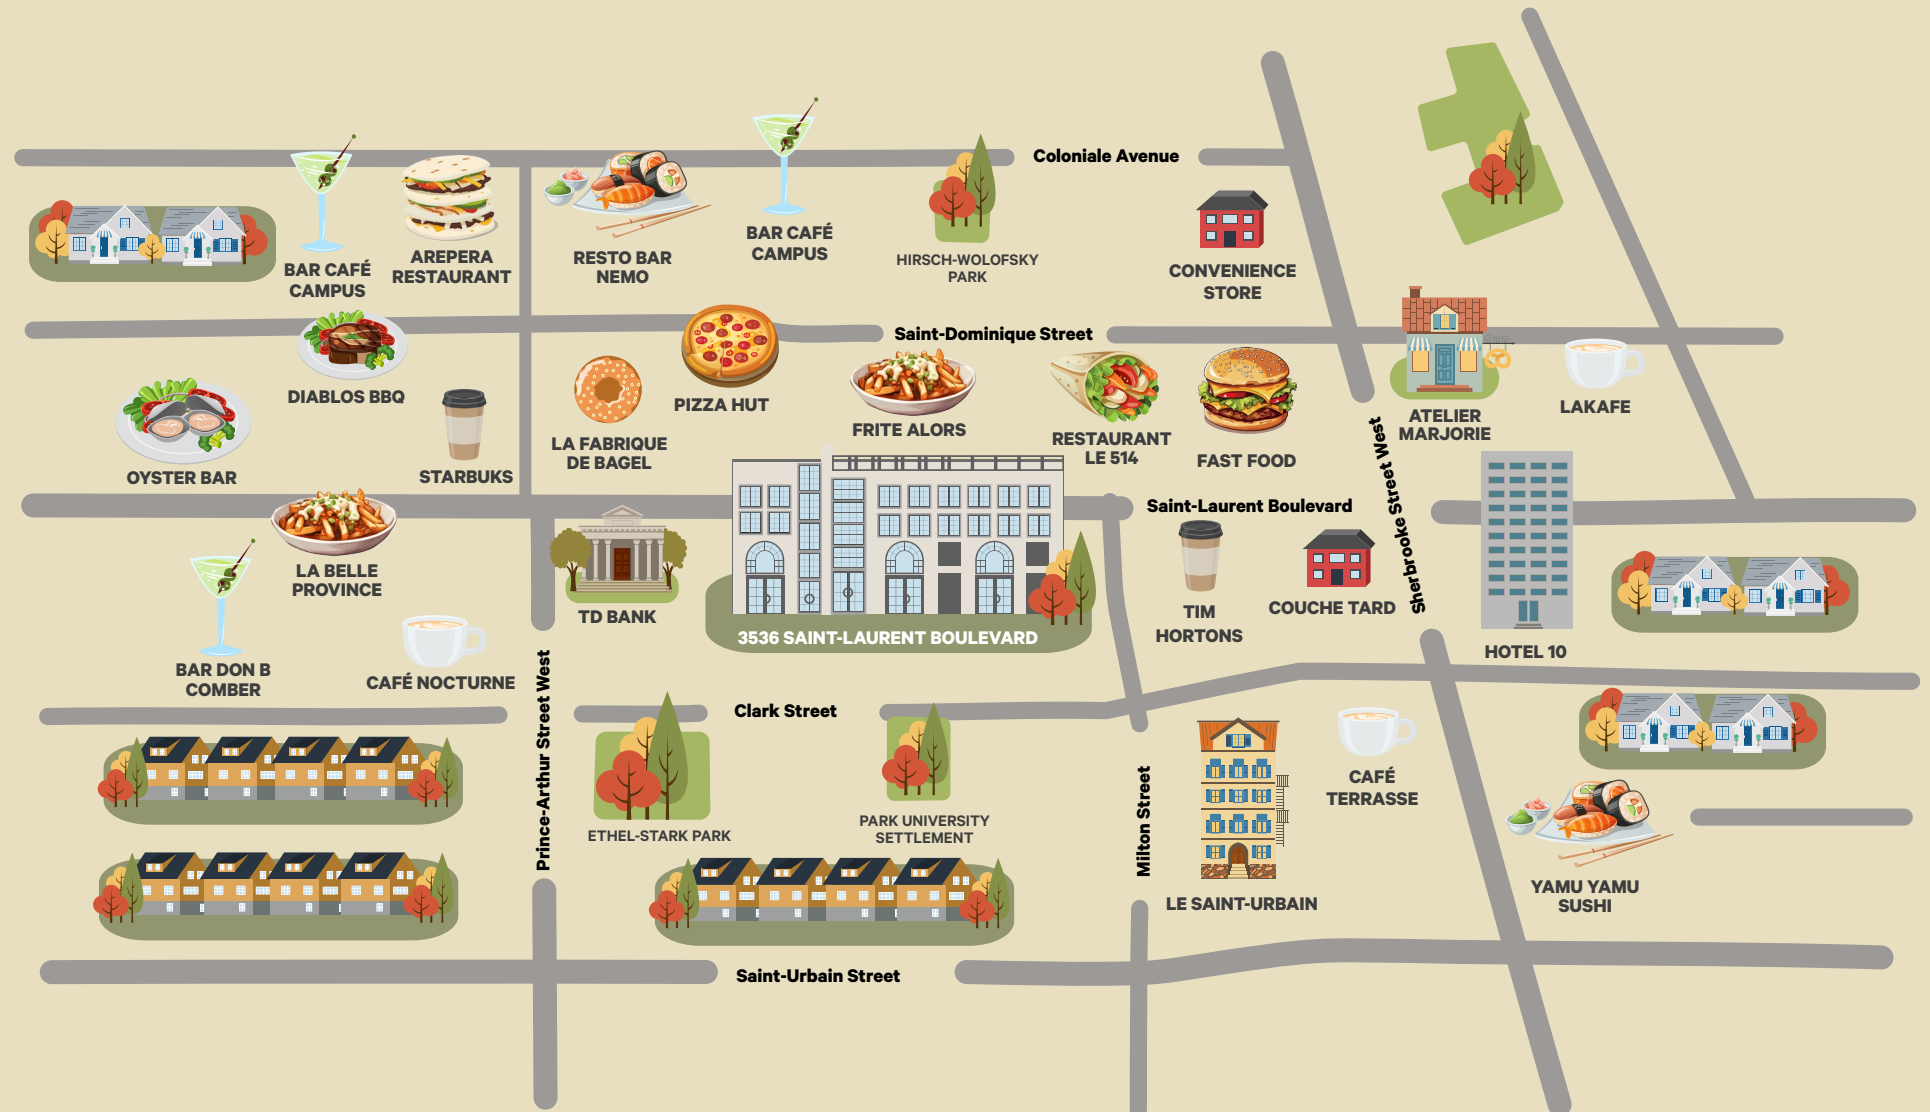 Coloniale Avenue
BAR CAFÉ
CAMPUS
AREPERA
RESTAURANT
RESTO BAR
NEMO
BAR CAFÉ
CAMPUS
HIRSCH-WOLOFSKY
PARK
CONVENIENCE
STORE
Saint-Dominique Street
DIABLOS BBQ
PIZZA HUT
FRITE ALORS
RESTAURANT
LE 514
FAST FOOD
ATELIER
MARJORIE
LAKAFE
OYSTER BAR
STARBUKS
LA FABRIQUE
DE BAGEL
Saint-Laurent Boulevard
Sherbrooke Street West
LA BELLE
PROVINCE
TD BANK
3536 SAINT-LAURENT BOULEVARD
TIM
HORTONS
COUCHE TARD
HOTEL 10
BAR DON B
COMBER
CAFÉ NOCTURNE
Prince-Arthur Street West
Clark Street
ETHEL-STARK PARK
PARK UNIVERSITY
SETTLEMENT
Milton Street
CAFÉ
TERRASSE
LE SAINT-URBAIN
YAMU YAMU
SUSHI
Saint-Urbain Street